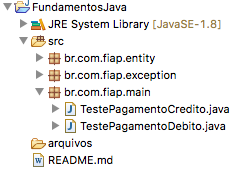 FundamentosJava
JRE System Library [JavaSE-1.8]
src
br.com.fiap.entity
br.com.fiap.exception
br.com.fiap.main
TestePagamentoCredito.java
TestePagamentoDebito.java
arquivos
README.md